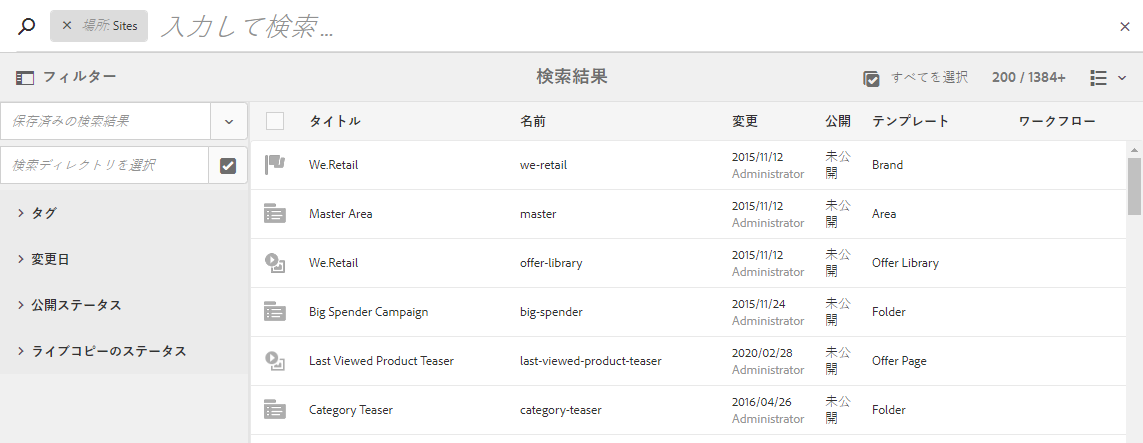 場所: Sites 入力して検索 ...
フィルター 検索結果 すべてを選択 200 / 1384+
保存済みの検索結果
検索ディレクトリを選択
タグ
変更日
公開ステータス
ライブコピーのステータス
タイトル 名前 変更 公開 テンプレート ワークフロー
We.Retail we-retail 2015/11/12 未公 Brand
Administrator 開
Master Area master 2015/11/12 未公 Area
Administrator 開
We.Retail offer-library 2015/11/12 未公 Offer Library
Administrator 開
Big Spender Campaign big-spender 2015/11/24 未公 Folder
Administrator 開
Last Viewed Product Teaser last-viewed-product-teaser 2020/02/28 未公 Offer Page
Administrator 開
Category Teaser category-teaser 2016/04/26 未公 Folder
Administrator 開